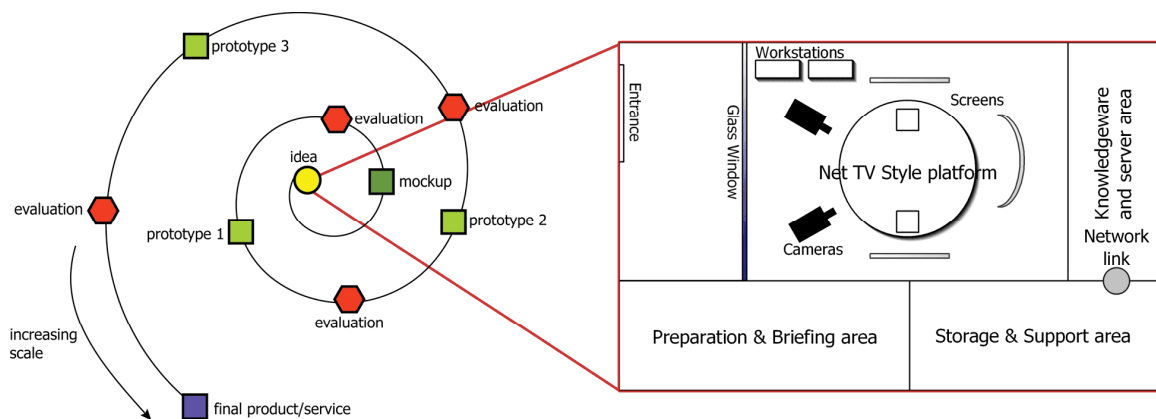 prototype 3
evaluation
evaluation
idea
mockup
evaluation
prototype 1
prototype 2
evaluation
increasing
scale
final product/service
Workstations
Entrance
Glass Window
Screens
Net TV Style platform
Cameras
Knowledgeware
and server area
Network
link
Preparation & Briefing area
Storage & Support area